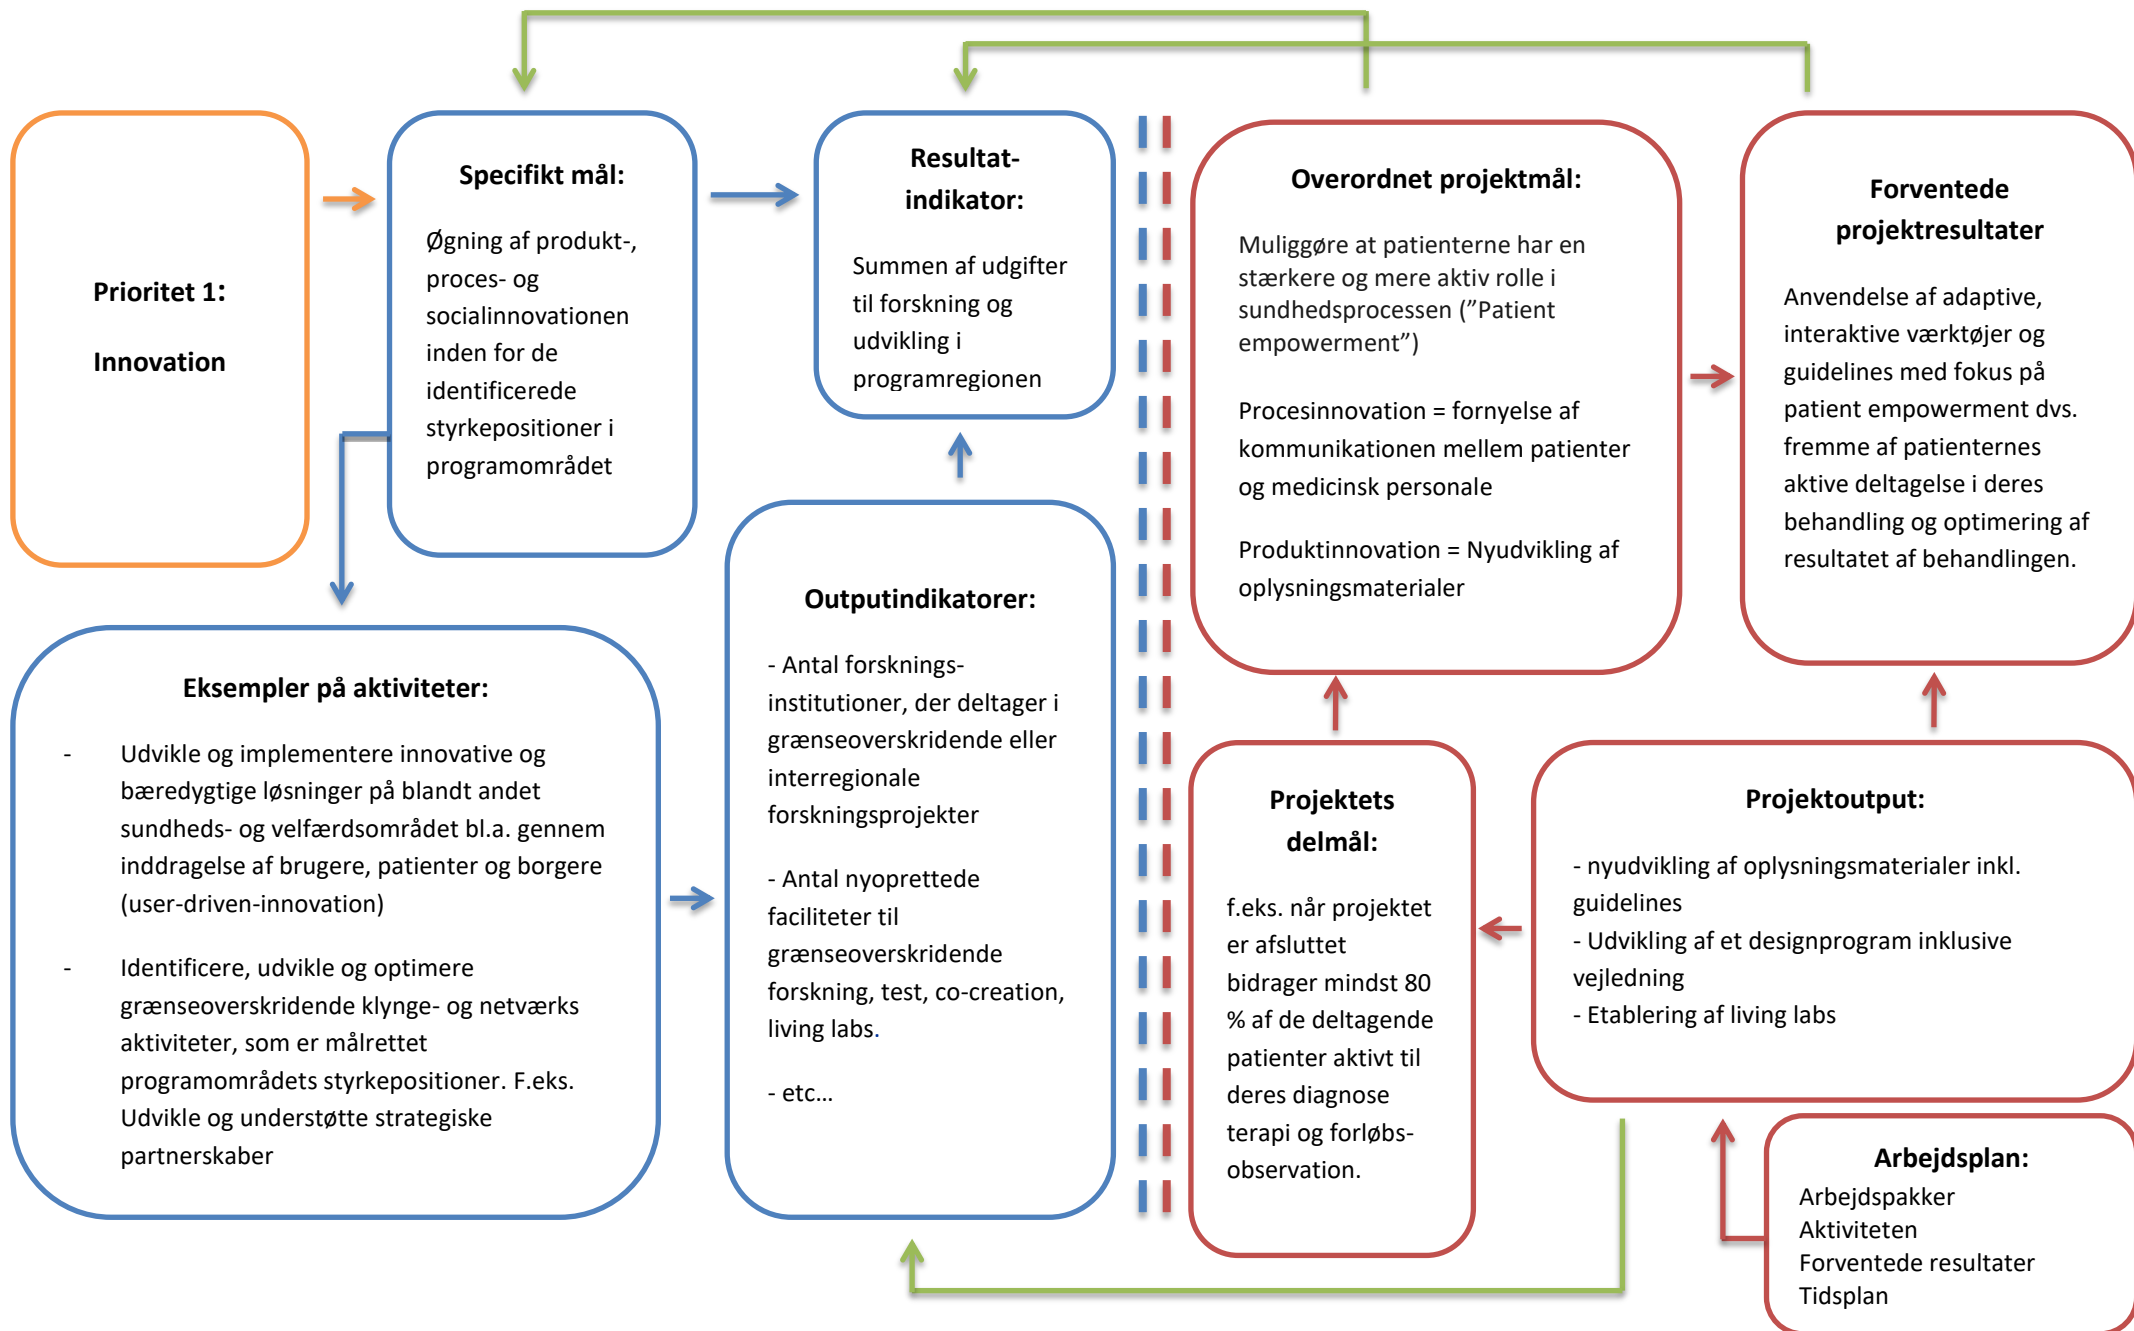 Prioritet 1:
Innovation
Specifikt mål:
Øgning af produkt-,
proces- og
socialinnovationen
inden for de
identificerede
styrkepositioner i
programområdet
Resultat-
indikator:
Summen af udgifter
til forskning og
udvikling i
programregionen
Overordnet projektmål:
Muliggøre at patienterne har en
stærkere og mere aktiv rolle i
sundhedsprocessen (”Patient
empowerment”)
Procesinnovation = fornyelse af
kommunikationen mellem patienter
og medicinsk personale
Produktinnovation = Nyudvikling af
oplysningsmaterialer
Forventede
projektresultater
Anvendelse af adaptive,
interaktive værktøjer og
guidelines med fokus på
patient empowerment dvs.
fremme af patienternes
aktive deltagelse i deres
behandling og optimering af
resultatet af behandlingen.
Eksempler på aktiviteter:
- Udvikle og implementere innovative og
bæredygtige løsninger på blandt andet
sundheds- og velfærdsområdet bl.a. gennem
inddragelse af brugere, patienter og borgere
(user-driven-innovation)
- Identificere, udvikle og optimere
grænseoverskridende klynge- og netværks
aktiviteter, som er målrettet
programområdets styrkepositioner. F.eks.
Udvikle og understøtte strategiske
partnerskaber
Outputindikatorer:
- Antal forsknings-
institutioner, der deltager i
grænseoverskridende eller
interregionale
forskningsprojekter
- Antal nyoprettede
faciliteter til
grænseoverskridende
forskning, test, co-creation,
living labs.
- etc…
Projektets
delmål:
f.eks. når projektet
er afsluttet
bidrager mindst 80
% af de deltagende
patienter aktivt til
deres diagnose
terapi og forløbs-
observation.
Projektoutput:
- nyudvikling af oplysningsmaterialer inkl.
guidelines
- Udvikling af et designprogram inklusive
vejledning
- Etablering af living labs
Arbejdsplan:
Arbejdspakker
Aktiviteten
Forventede resultater
Tidsplan